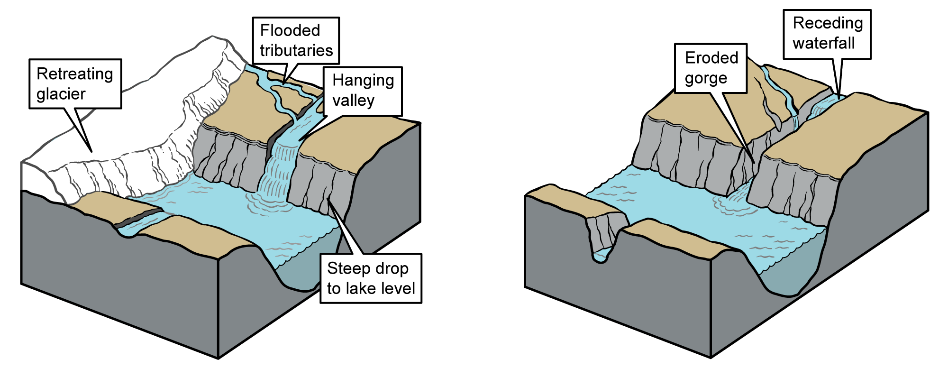 Flooded
tributaries
Retreating
glacier
Hanging
valley
Steep drop
to lake level
Receding
waterfall
Eroded
gorge